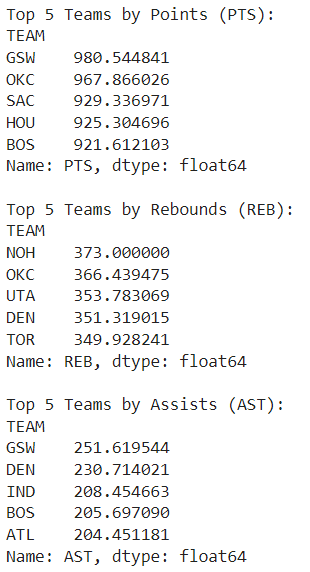 Top 5 Teams by Points (PTS):
TEAM
GSW    980.544841
OKC    967.866026
SAC    929.336971
HOU    925.304696
BOS    921.612103
Name: PTS, dtype: float64

Top 5 Teams by Rebounds (REB):
TEAM
NOH    373.000000
OKC    366.439475
UTA    353.783069
DEN    351.319015
TOR    349.928241
Name: REB, dtype: float64

Top 5 Teams by Assists (AST):
TEAM
GSW    251.619544
DEN    230.714021
IND    208.454663
BOS    205.697090
ATL    204.451181
Name: AST, dtype: float64